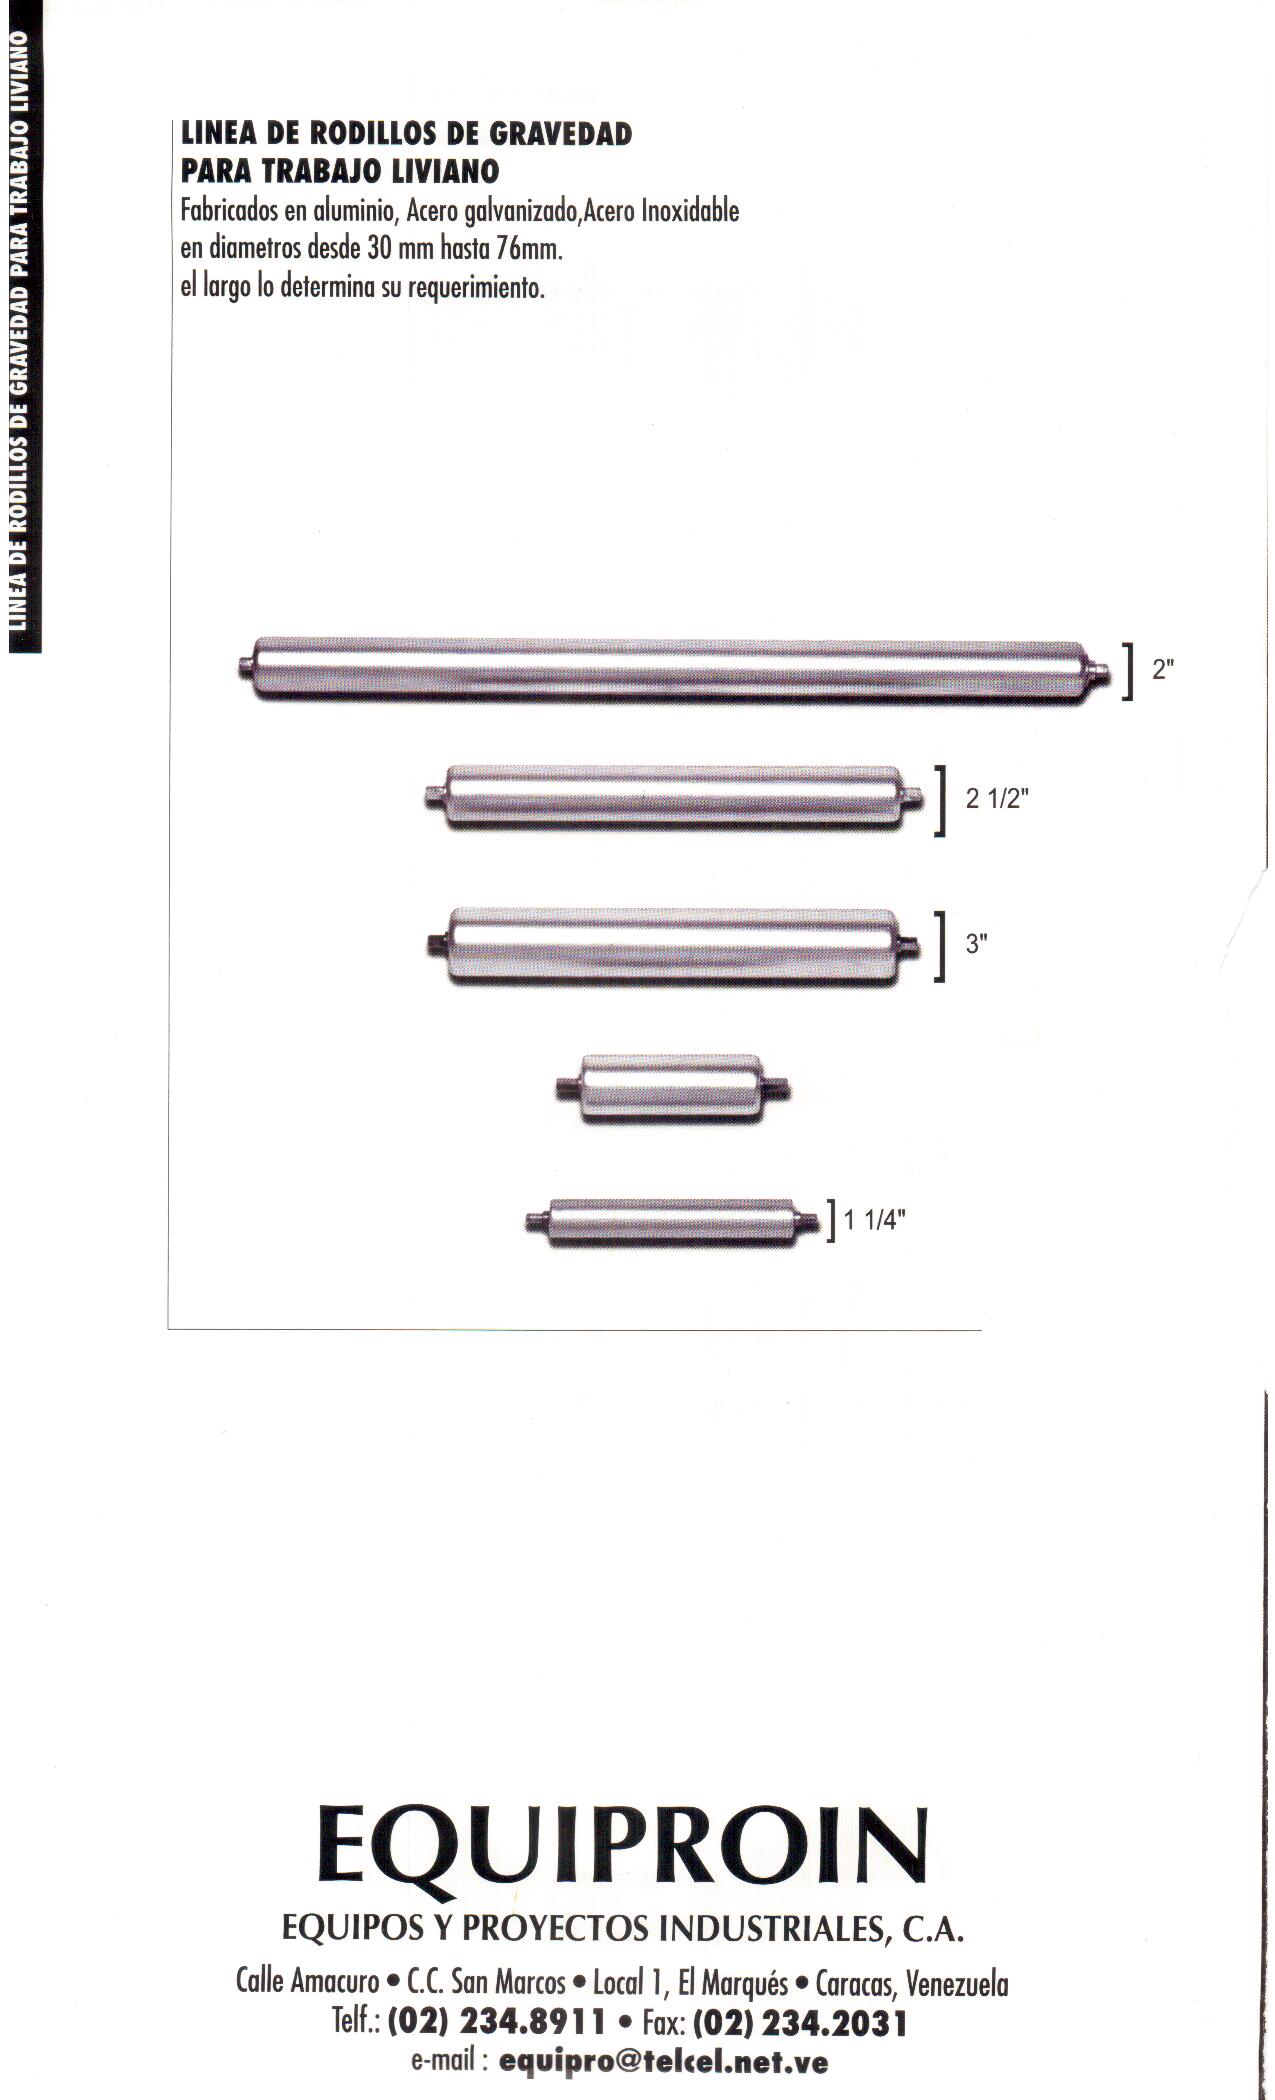 LINEA DE RODILLOS DE GRAVEDAD PARA TRABAJO LIVIANO
LINEA DE RODILLOS DE GRAVEDAD
PARA TRABAJO LIVIANO
Fabricados en aluminio, Acero galvanizado,Acero Inoxidable
en diametros desde 30 mm hasta 76mm.
el largo lo determina su requerimiento.
2"
2 1/2"
3"
1 1/4"
EQUIPROIN
EQUIPOS Y PROYECTOS INDUSTRIALES, C.A.
Calle Amacuro • C.C. San Marcos • Local 1, El Marqués • Caracas, Venezuela
Telf.: (02) 234.8911 • Fax: (02) 234.2031
e-mail : equipro@telcel.net.ve